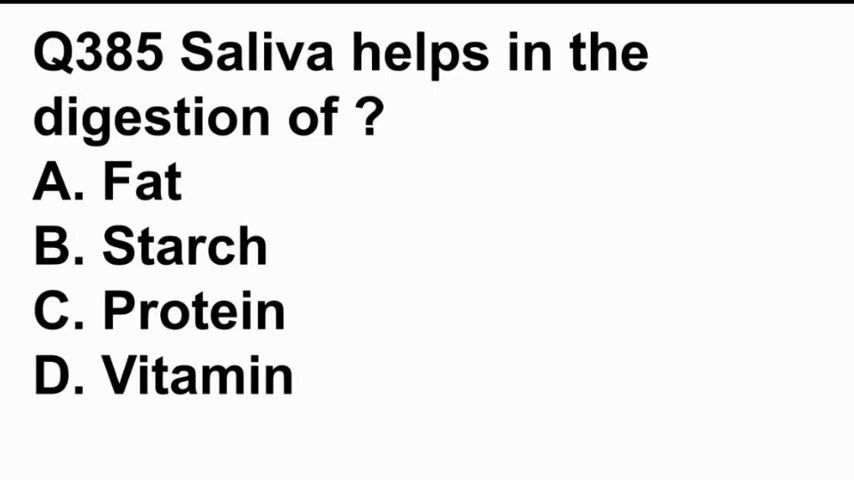 Q385 Saliva helps in the
digestion of ?
A. Fat
B. Starch
C. Protein
D. Vitamin